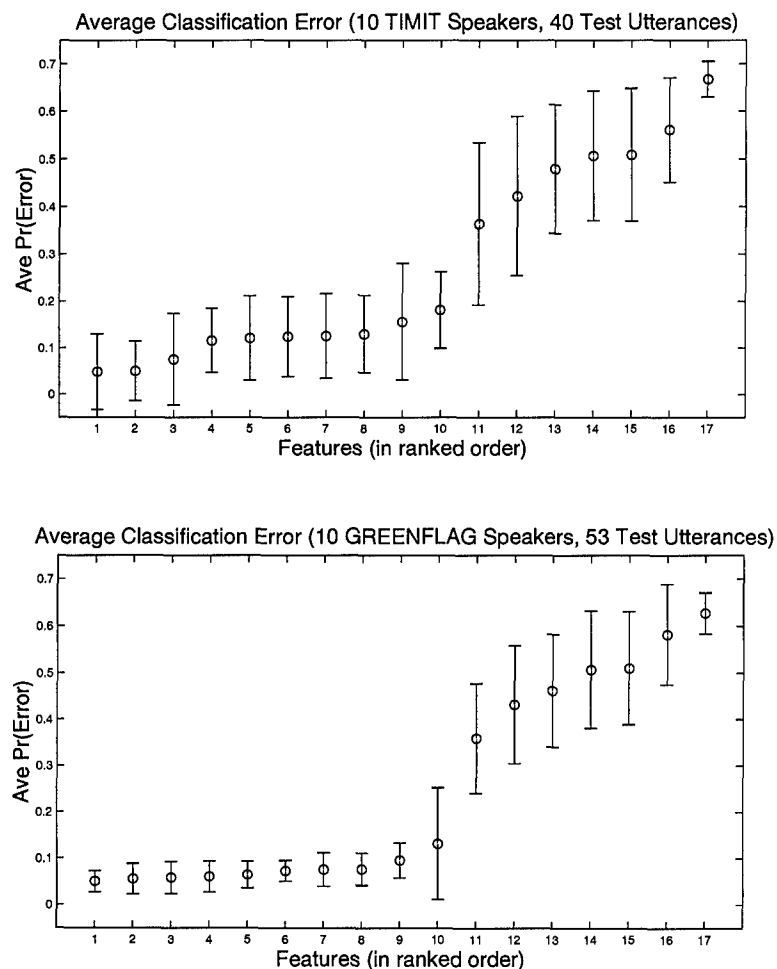 Average Classification Error (10 TIMIT Speakers, 40 Test Utterances)
0.7
0.6
0.5
0.4
0.3
0.2
0.1
0
Ave Pr(Error)
1 2 3 4 5 6 7 8 9 10 11 12 13 14 15 16 17
Features (in ranked order)
Average Classification Error (10 GREENFLAG Speakers, 53 Test Utterances)
0.7
0.6
0.5
0.4
0.3
0.2
0.1
0
Ave Pr(Error)
1 2 3 4 5 6 7 8 9 10 11 12 13 14 15 16 17
Features (in ranked order)